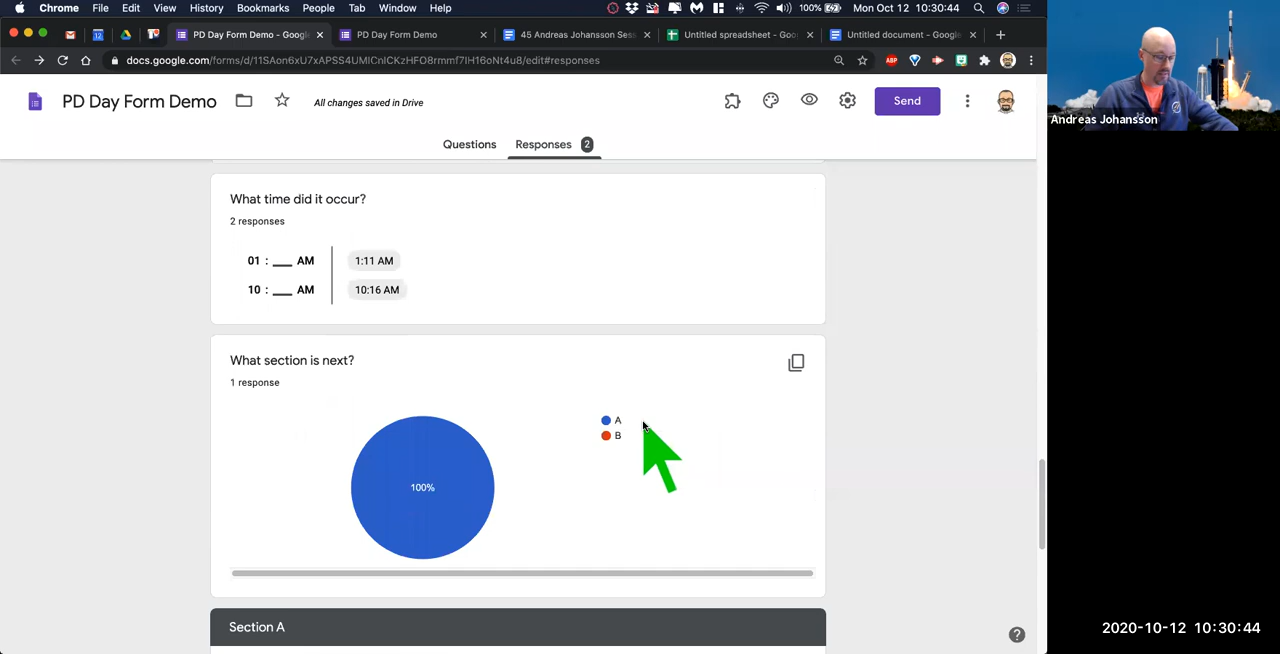 Chrome File Edit View History Bookmarks People Tab Window Help 100% Mon Oct 12 10:30:44
PD Day Form Demo - Google PD Day Form Demo 45 Andreas Johansson Ses Untitled spreadsheet - Goo Untitled document - Google
docs.google.com/forms/d/11SAon6xU7xAPSS4UMlCnICKzHFO8rmmf7lH16oNt4u8/edit#responses
PD Day Form Demo All changes saved in Drive Send
Andreas Johansson
Questions Responses 2
What time did it occur?
2 responses
01 : __ AM 1:11 AM
10 : __ AM 10:16 AM
What section is next?
1 response
A
B
100%
Section A
2020-10-12 10:30:44